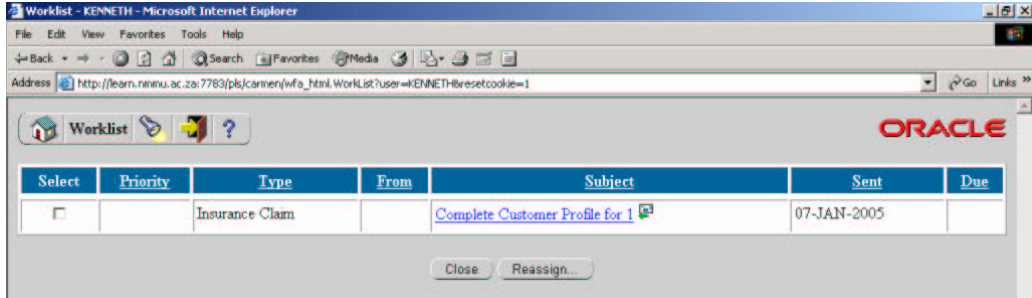 Worklist - KENNETH - Microsoft Internet Explorer
File Edit View Favorites Tools Help
Back Search Favorites Media
Address http://learn.nmmu.ac.za:7783/pls/carmen/wfa_html.WorkList?user=KENNETH&resetcookie=1 Go Links »
Worklist ? ORACLE
Select Priority Type From Subject Sent Due
Insurance Claim Complete Customer Profile for 1 07-JAN-2005
Close Reassign...